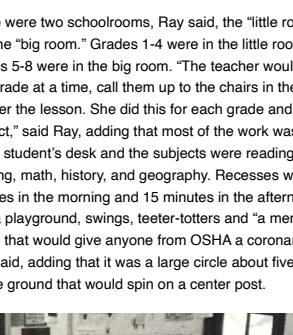 were two schoolrooms, Ray said, the “little ro
e “big room.” Grades 1-4 were in the little roo
s 5-8 were in the big room. “The teacher woul
rade at a time, call them up to the chairs in the
er the lesson. She did this for each grade and
ct,” said Ray, adding that most of the work was
student’s desk and the subjects were reading
ng, math, history, and geography. Recesses w
es in the morning and 15 minutes in the aftern
playground, swings, teeter-totters and “a mer
that would give anyone from OSHA a corona
aid, adding that it was a large circle about five
e ground that would spin on a center post.